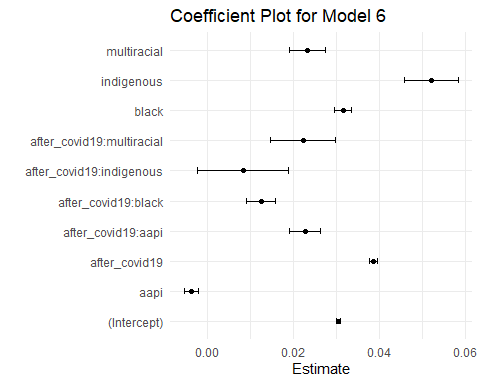 Coefficient Plot for Model 6
multiracial
indigenous
black
after_covid19:multiracial
after_covid19:indigenous
after_covid19:black
after_covid19:aapi
after_covid19
aapi
(Intercept)
0.00 0.02 0.04 0.06
Estimate